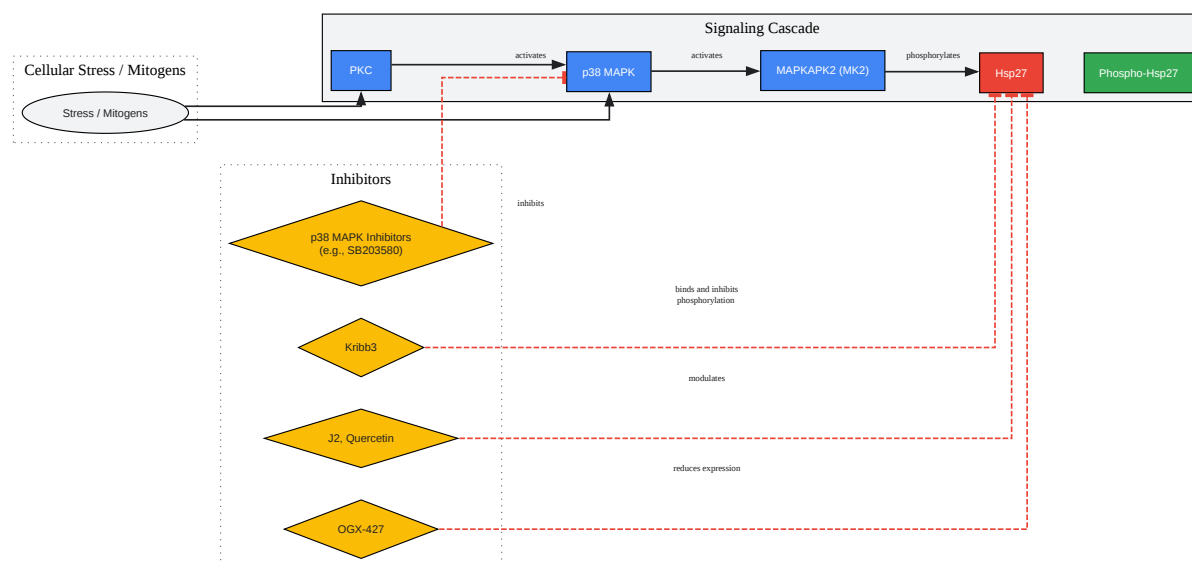 Signaling Cascade
Cellular Stress / Mitogens
Stress / Mitogens
PKC
activates
p38 MAPK
activates
MAPKAPK2 (MK2)
phosphorylates
Hsp27
Phospho-Hsp27
Inhibitors
inhibits
p38 MAPK Inhibitors
(e.g., SB203580)
binds and inhibits
phosphorylation
Kribb3
modulates
J2, Quercetin
reduces expression
OGX-427